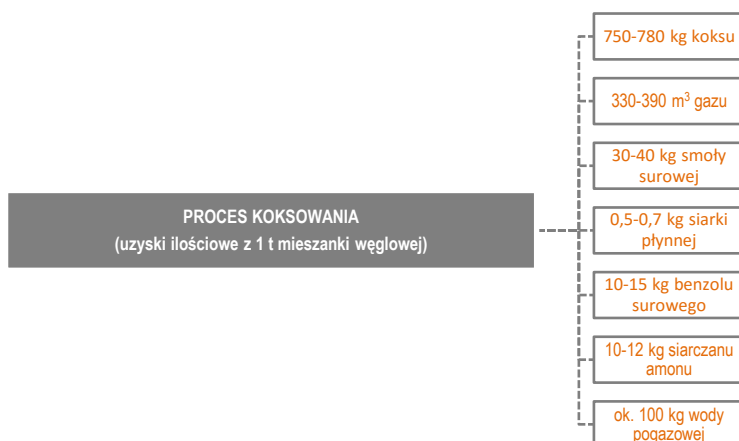 750-780 kg koksu
330-390 m³ gazu
30-40 kg smoły
surowej
PROCES KOKSOWANIA
(uzyski ilościowe z 1 t mieszanki węglowej)
0,5-0,7 kg siarki
płynnej
10-15 kg benzolu
surowego
10-12 kg siarczanu
amonu
ok. 100 kg wody
pogazowej